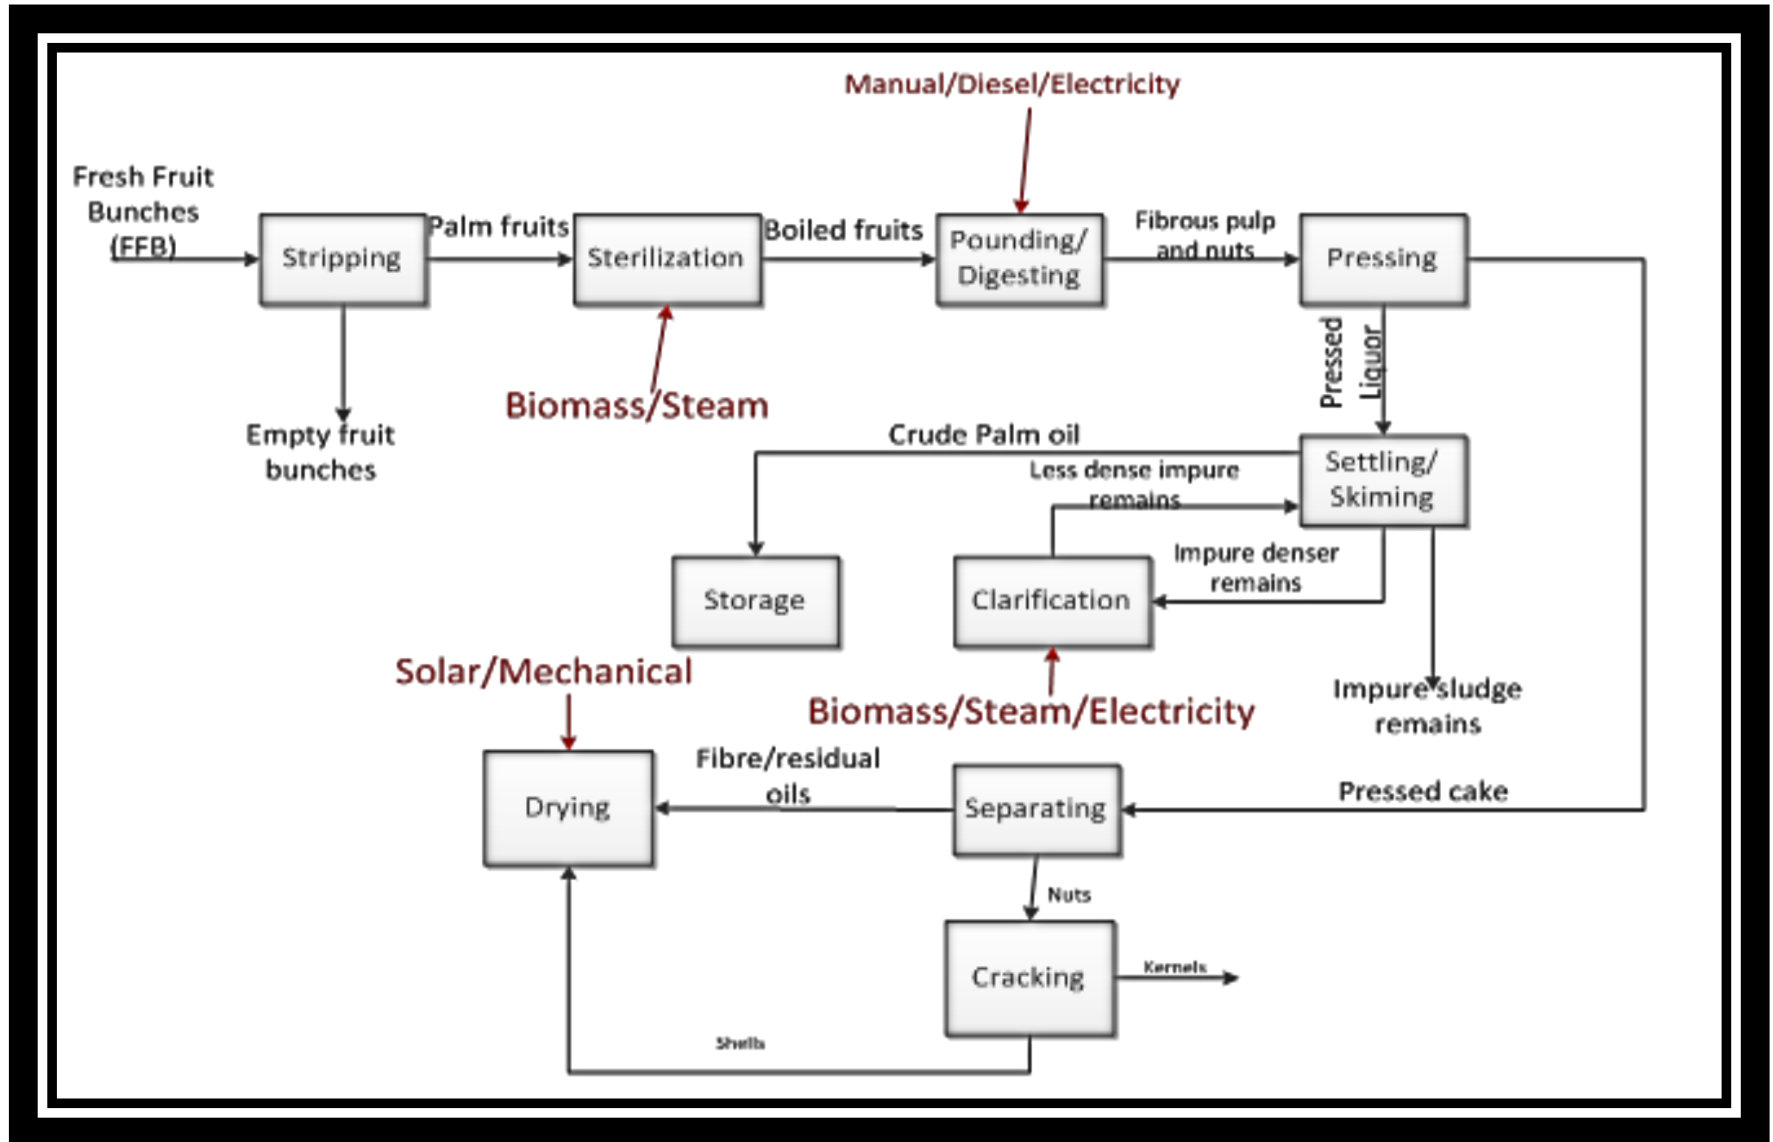 Manual/Diesel/Electricity
Fresh Fruit
Bunches
(FFB)
Stripping
Palm fruits
Sterilization
Boiled fruits
Pounding/
Digesting
Fibrous pulp
and nuts
Pressing
Pressed
Liquor
Biomass/Steam
Empty fruit
bunches
Crude Palm oil
Less dense impure
remains
Settling/
Skiming
Impure denser
remains
Storage
Clarification
Solar/Mechanical
Biomass/Steam/Electricity
Impure sludge
remains
Fibre/residual
oils
Drying
Separating
Pressed cake
Nuts
Cracking
Kernels
Shells